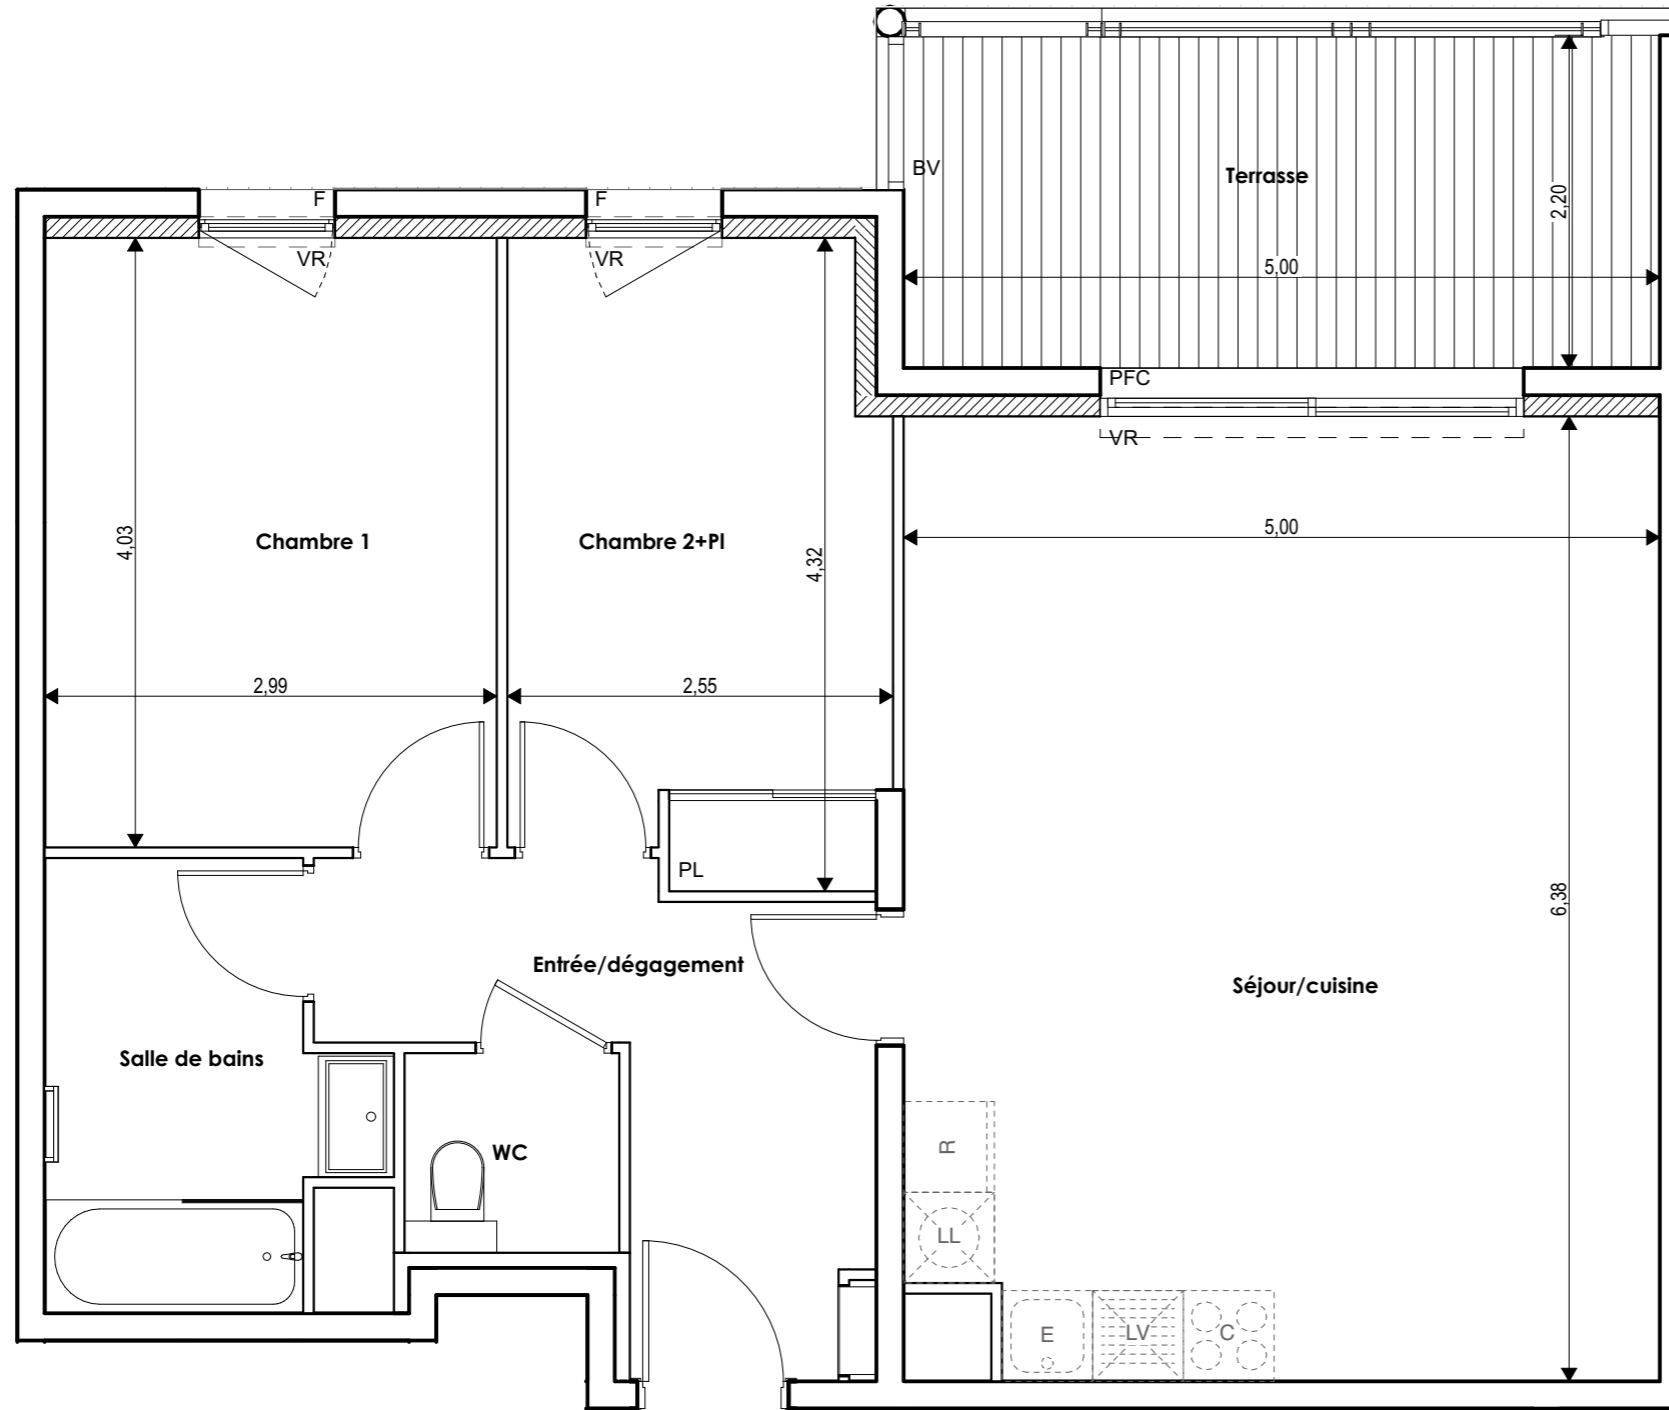 BV
Terrasse
2,20
5,00
F
F
VR
VR
PFC
VR
4,03
Chambre 1
Chambre 2+Pl
4,32
5,00
2,99
2,55
PL
6,38
Entrée/dégagement
Séjour/cuisine
Salle de bains
WC
R
LL
E
LV
C